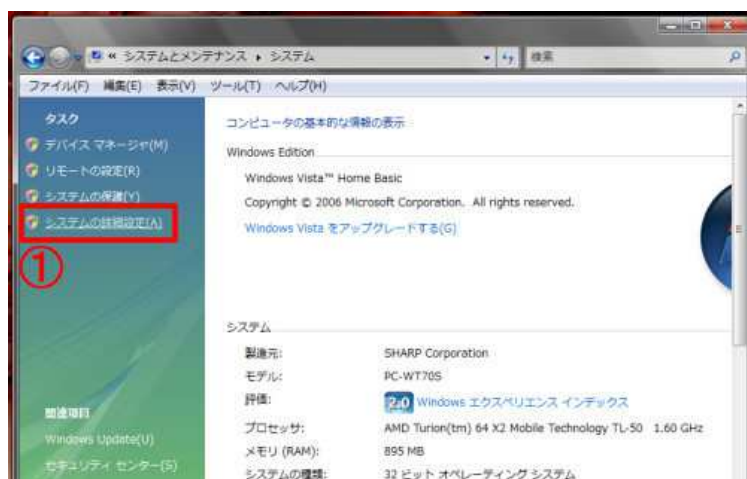 « システムとメンテナンス ▸ システム
検索
ファイル(F) 編集(E) 表示(V) ツール(T) ヘルプ(H)
タスク
デバイス マネージャ(M)
リモートの設定(R)
システムの保護(Y)
システムの詳細設定(A)
①
関連項目
Windows Update(U)
セキュリティ センター(S)
コンピュータの基本的な情報の表示
Windows Edition
Windows Vista™ Home Basic
Copyright © 2006 Microsoft Corporation. All rights reserved.
Windows Vista をアップグレードする(G)
システム
製造元: SHARP Corporation
モデル: PC-WT70S
評価: 2.0 Windows エクスペリエンス インデックス
プロセッサ: AMD Turion(tm) 64 X2 Mobile Technology TL-50 1.60 GHz
メモリ (RAM): 895 MB
システムの種類: 32 ビット オペレーティング システム